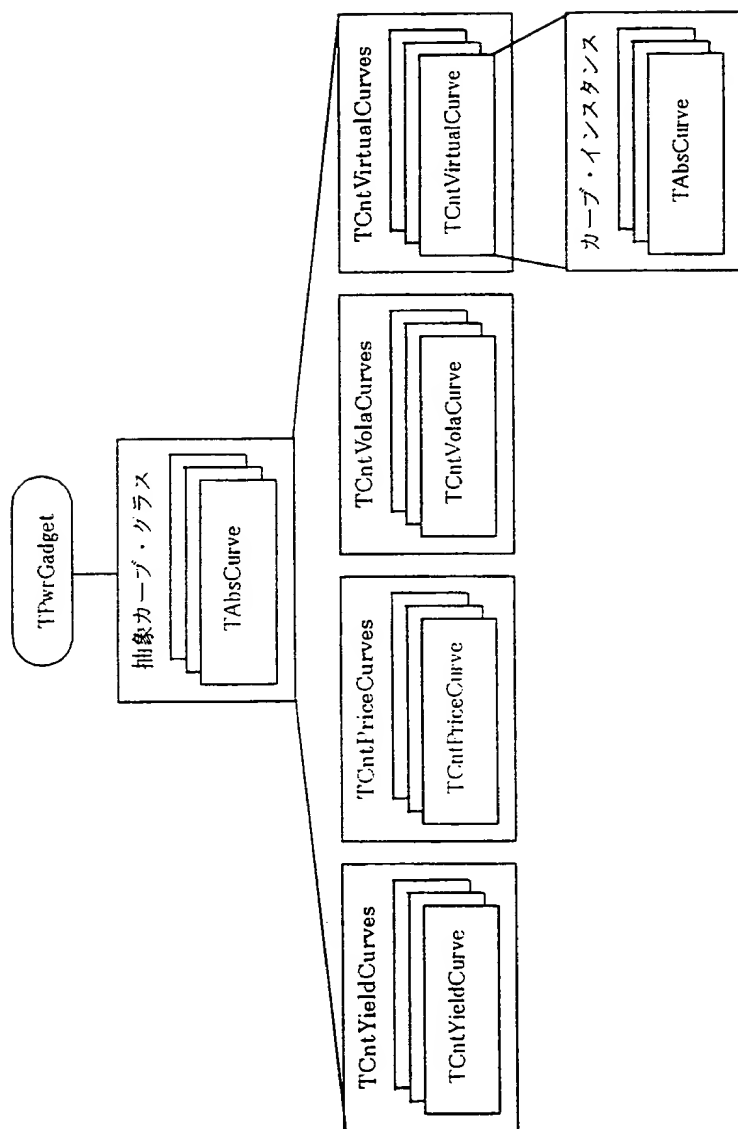 TPwrGadget
抽象カーブ・グラス
TAbsCurve
TCntYieldCurves
TCntYieldCurve
TCntPriceCurves
TCntPriceCurve
TCntVolaCurves
TCntVolaCurve
TCntVirtualCurves
TCntVirtualCurve
カーブ・インスタンス
TAbsCurve